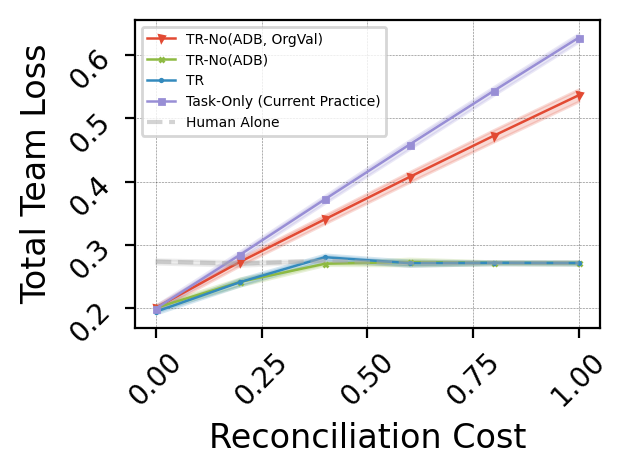 TR-No(ADB, OrgVal)
TR-No(ADB)
TR
Task-Only (Current Practice)
Human Alone
Total Team Loss
0.6
0.5
0.4
0.3
0.2
0.00
0.25
0.50
0.75
1.00
Reconciliation Cost